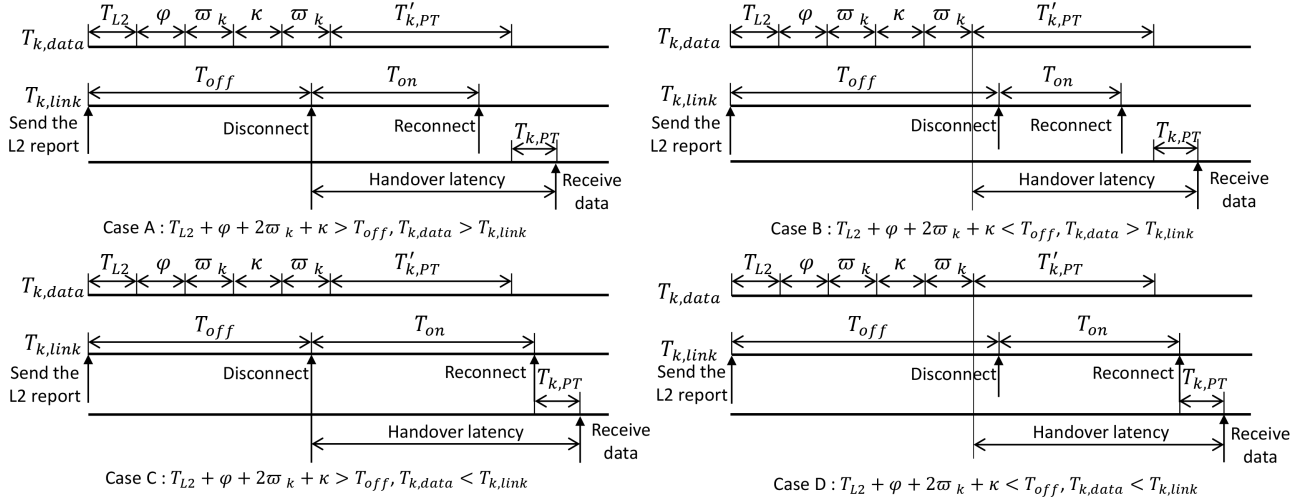 T_{L2} φ ϖ_k κ ϖ_k T'_{k,PT}
T_{k,data}
T_{off} T_{on}
T_{k,link}
Send the
L2 report
Disconnect
Reconnect
T_{k,PT}
Handover latency
Receive
data
Case A : T_{L2} + φ + 2ϖ_k + κ > T_{off}, T_{k,data} > T_{k,link}
T_{L2} φ ϖ_k κ ϖ_k T'_{k,PT}
T_{k,data}
T_{off} T_{on}
T_{k,link}
Send the
L2 report
Disconnect
Reconnect
T_{k,PT}
Handover latency
Receive
data
Case B : T_{L2} + φ + 2ϖ_k + κ < T_{off}, T_{k,data} > T_{k,link}
T_{L2} φ ϖ_k κ ϖ_k T'_{k,PT}
T_{k,data}
T_{off} T_{on}
T_{k,link}
Send the
L2 report
Disconnect
Reconnect
T_{k,PT}
Handover latency
Receive
data
Case C : T_{L2} + φ + 2ϖ_k + κ > T_{off}, T_{k,data} < T_{k,link}
T_{L2} φ ϖ_k κ ϖ_k T'_{k,PT}
T_{k,data}
T_{off} T_{on}
T_{k,link}
Send the
L2 report
Disconnect
Reconnect
T_{k,PT}
Handover latency
Receive
data
Case D : T_{L2} + φ + 2ϖ_k + κ < T_{off}, T_{k,data} < T_{k,link}